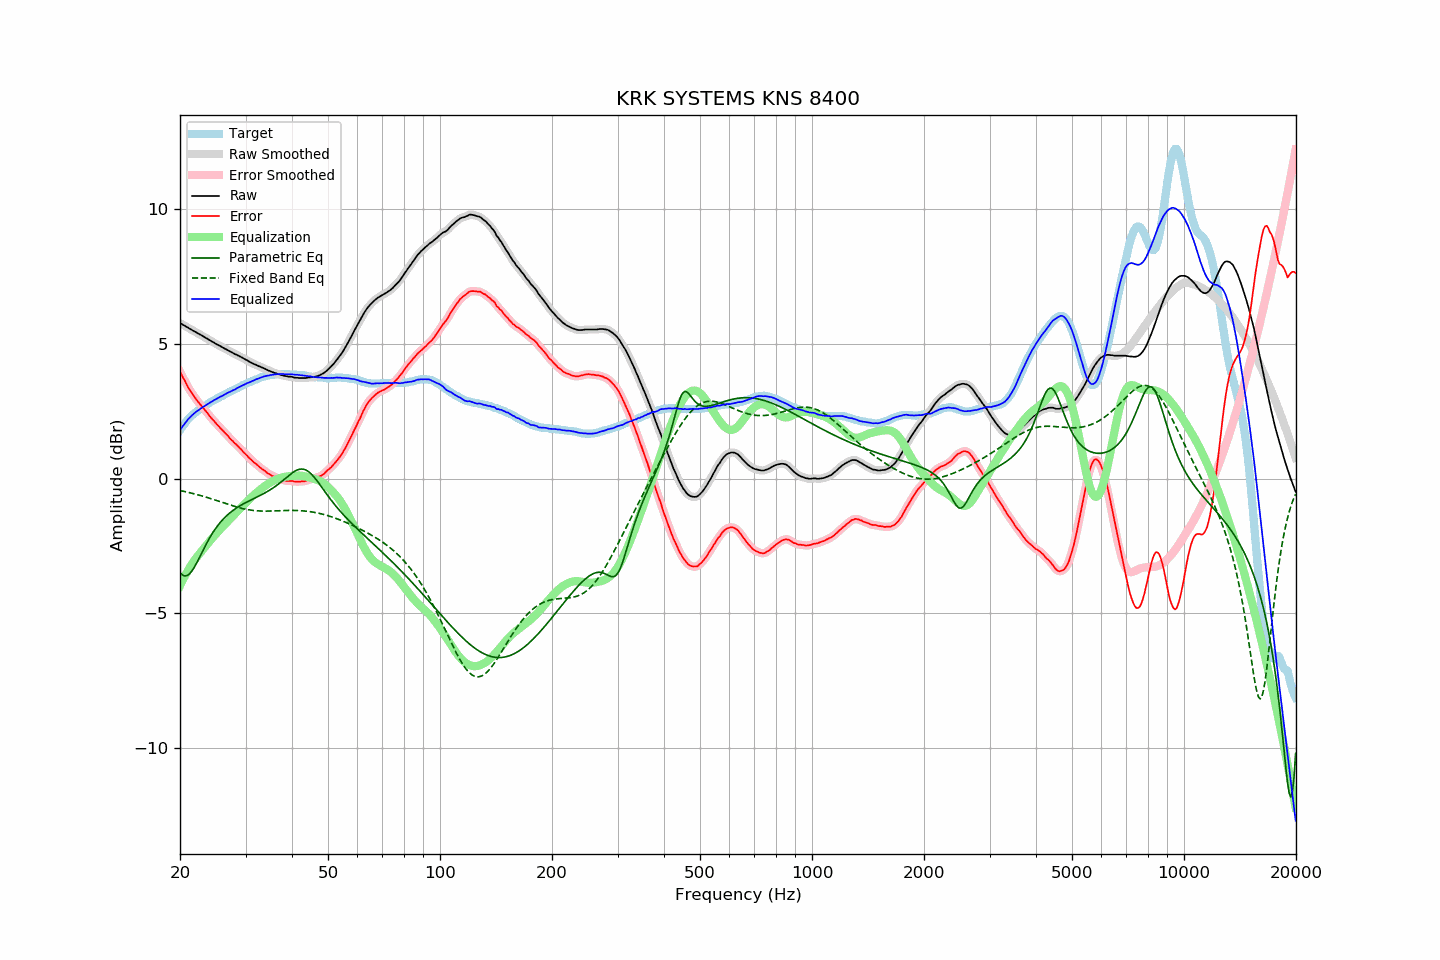 KRK SYSTEMS KNS 8400
Target
Raw Smoothed
Error Smoothed
Raw
Error
Equalization
Parametric Eq
Fixed Band Eq
Equalized
10
5
0
−5
−10
Amplitude (dBr)
20 50 100 200 500 1000 2000 5000 10000 20000
Frequency (Hz)